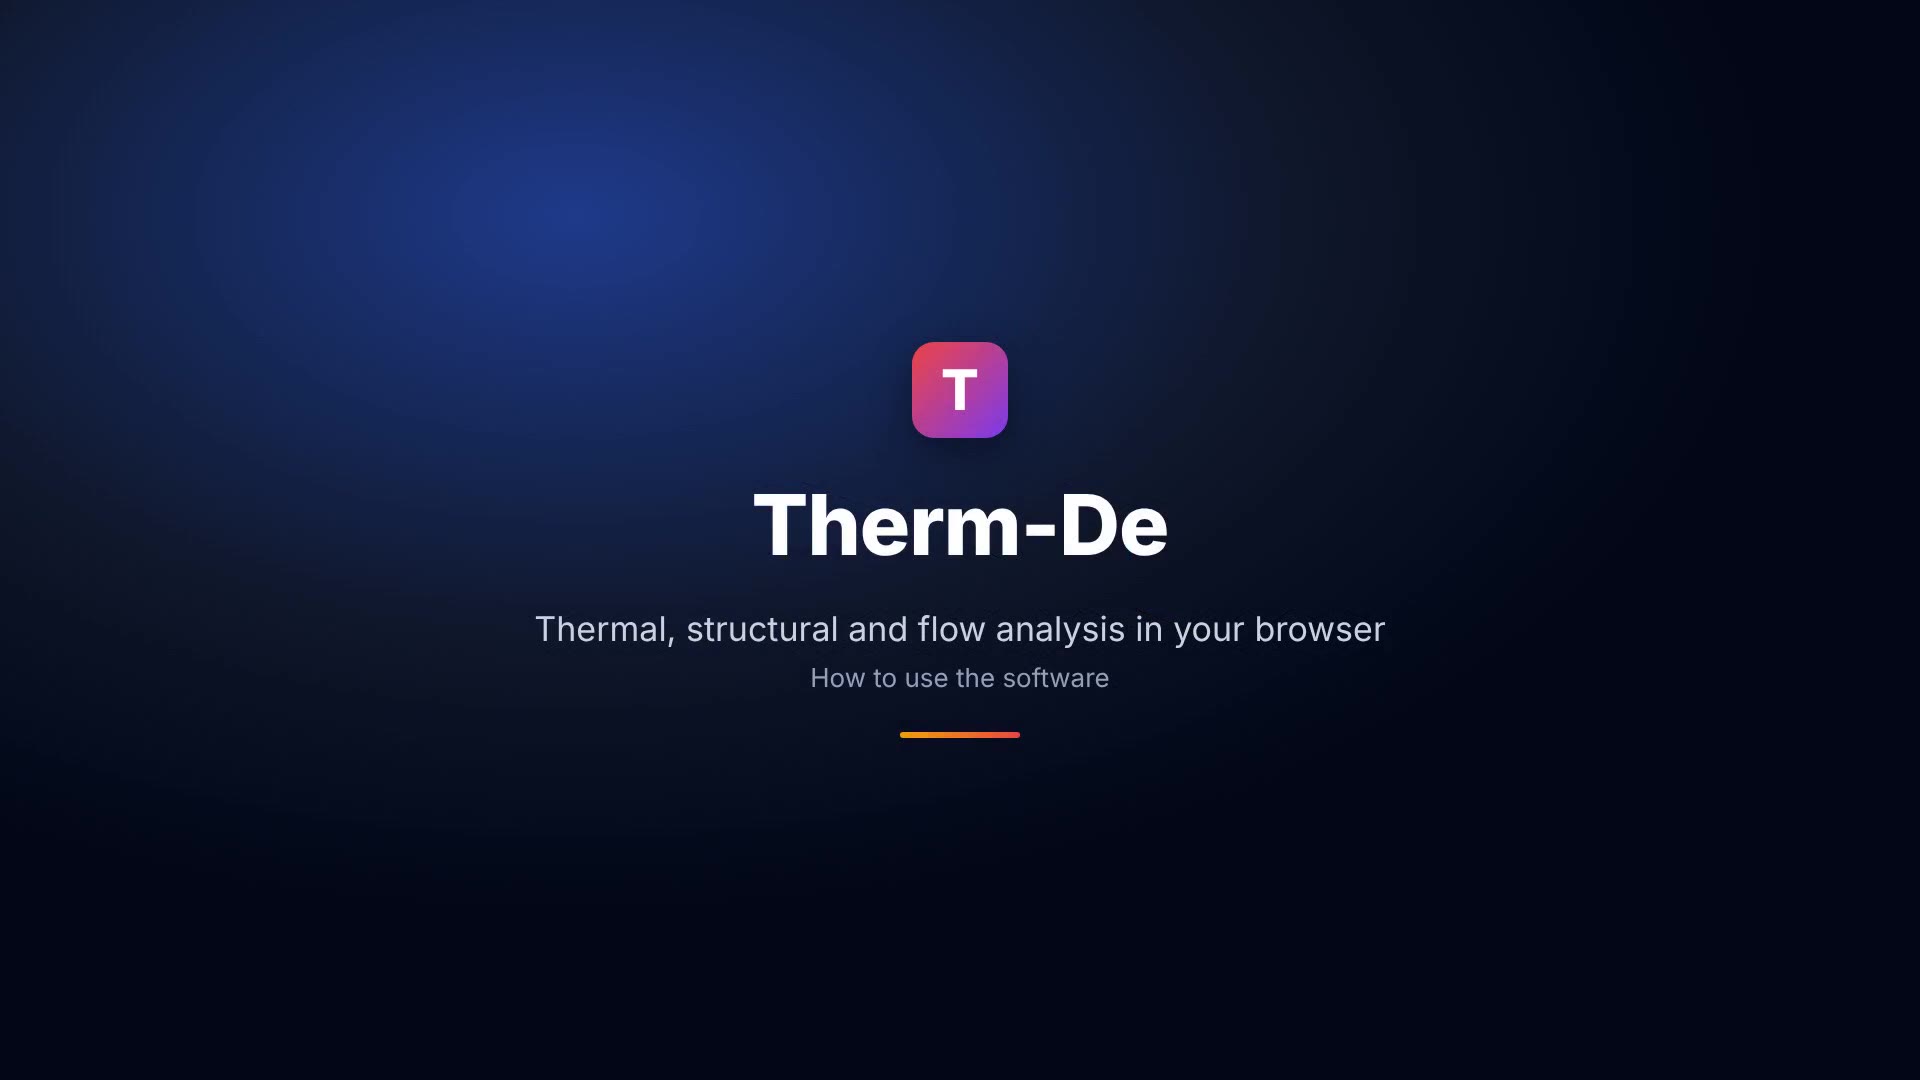 T
Therm-De
Thermal, structural and flow analysis in your browser
How to use the software